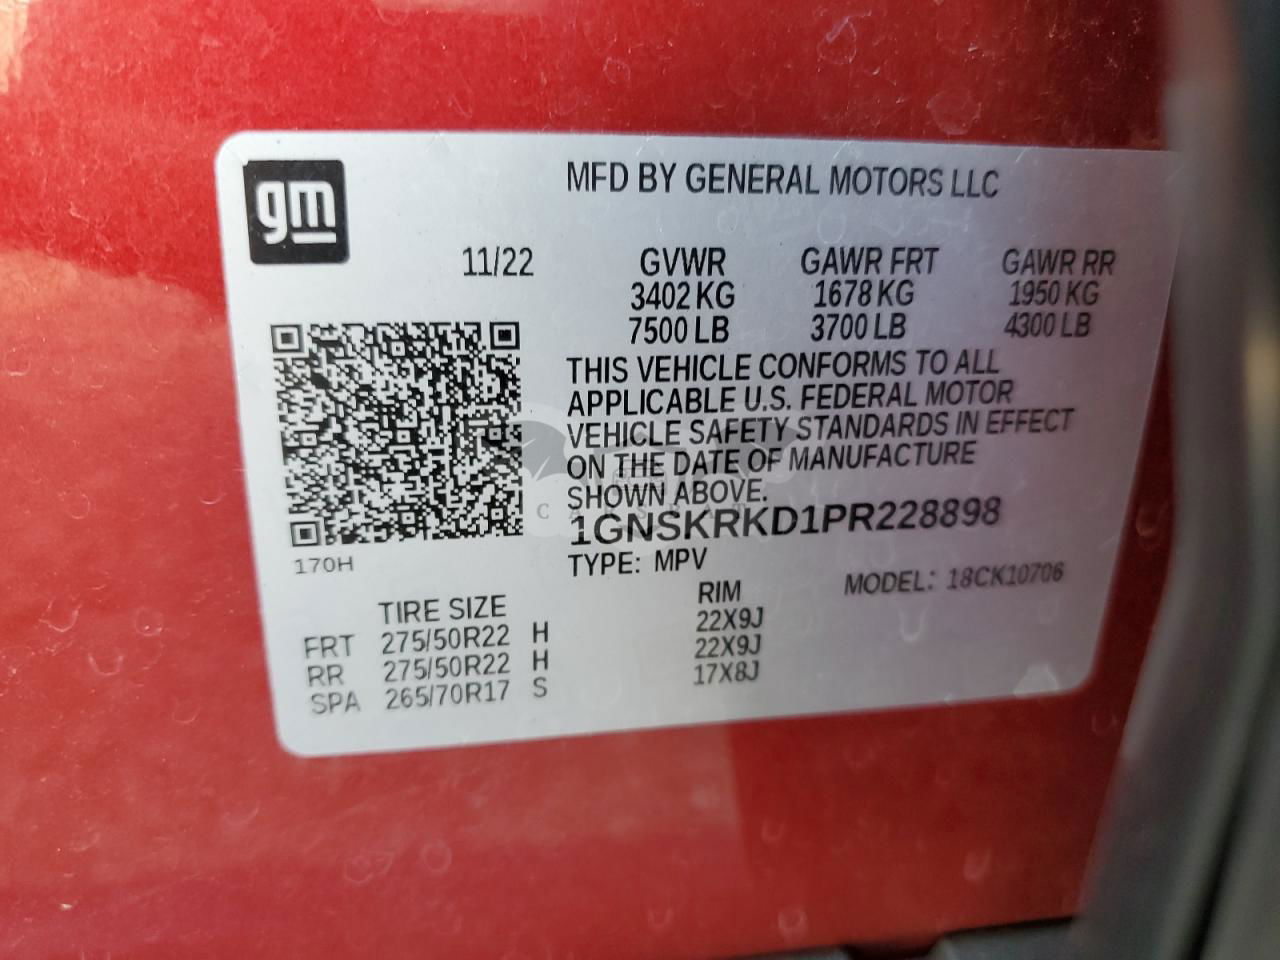 gm
MFD BY GENERAL MOTORS LLC
11/22 GVWR GAWR FRT GAWR RR
3402 KG 1678 KG 1950 KG
7500 LB 3700 LB 4300 LB
THIS VEHICLE CONFORMS TO ALL
APPLICABLE U.S. FEDERAL MOTOR
VEHICLE SAFETY STANDARDS IN EFFECT
ON THE DATE OF MANUFACTURE
SHOWN ABOVE.
1GNSKRKD1PR228898
170H
TYPE: MPV MODEL: 18CK10706
TIRE SIZE RIM
FRT 275/50R22 H 22X9J
RR 275/50R22 H 22X9J
SPA 265/70R17 S 17X8J